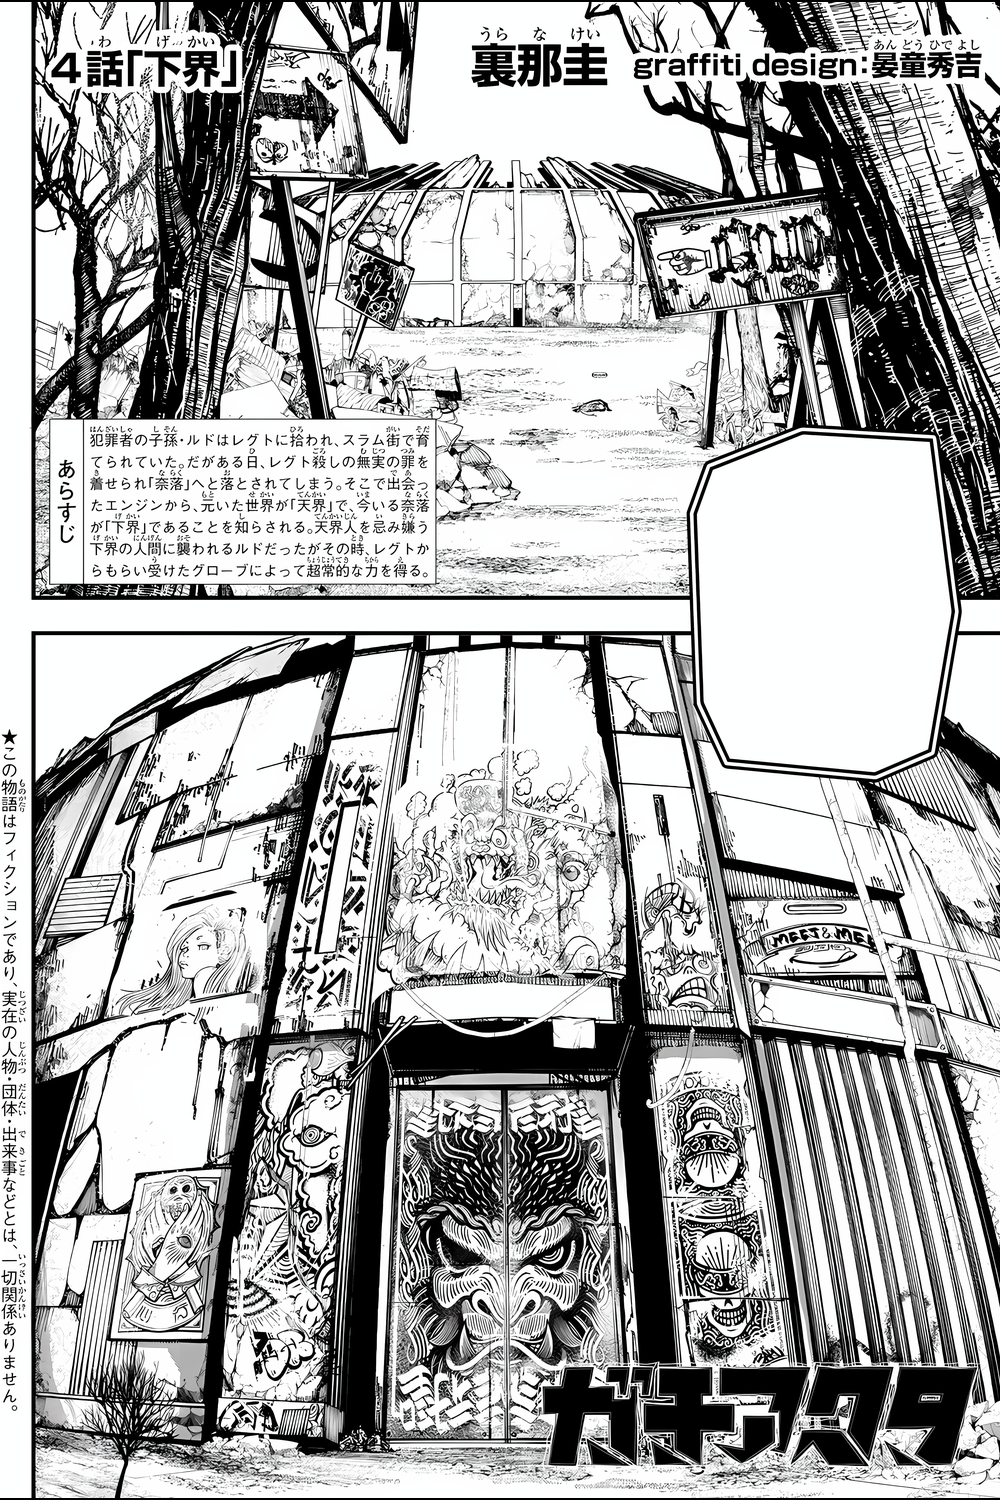 4話「下界」
裏那圭
graffiti design:晏童秀吉
あらすじ
犯罪者の子孫・ルドはレグトに拾われ、スラム街で育
てられていた。だがある日、レグト殺しの無実の罪を
着せられ「奈落」へと落とされてしまう。そこで出会っ
たエンジンから、元いた世界が「天界」で、今いる奈落
が「下界」であることを知らされる。天界人を忌み嫌う
下界の人間に襲われるルドだったがその時、レグトか
らもらい受けたグローブによって超常的な力を得る。
★この物語はフィクションであり、実在の人物・団体・出来事などとは、一切関係ありません。
MEET & MEE
ガチアクタ